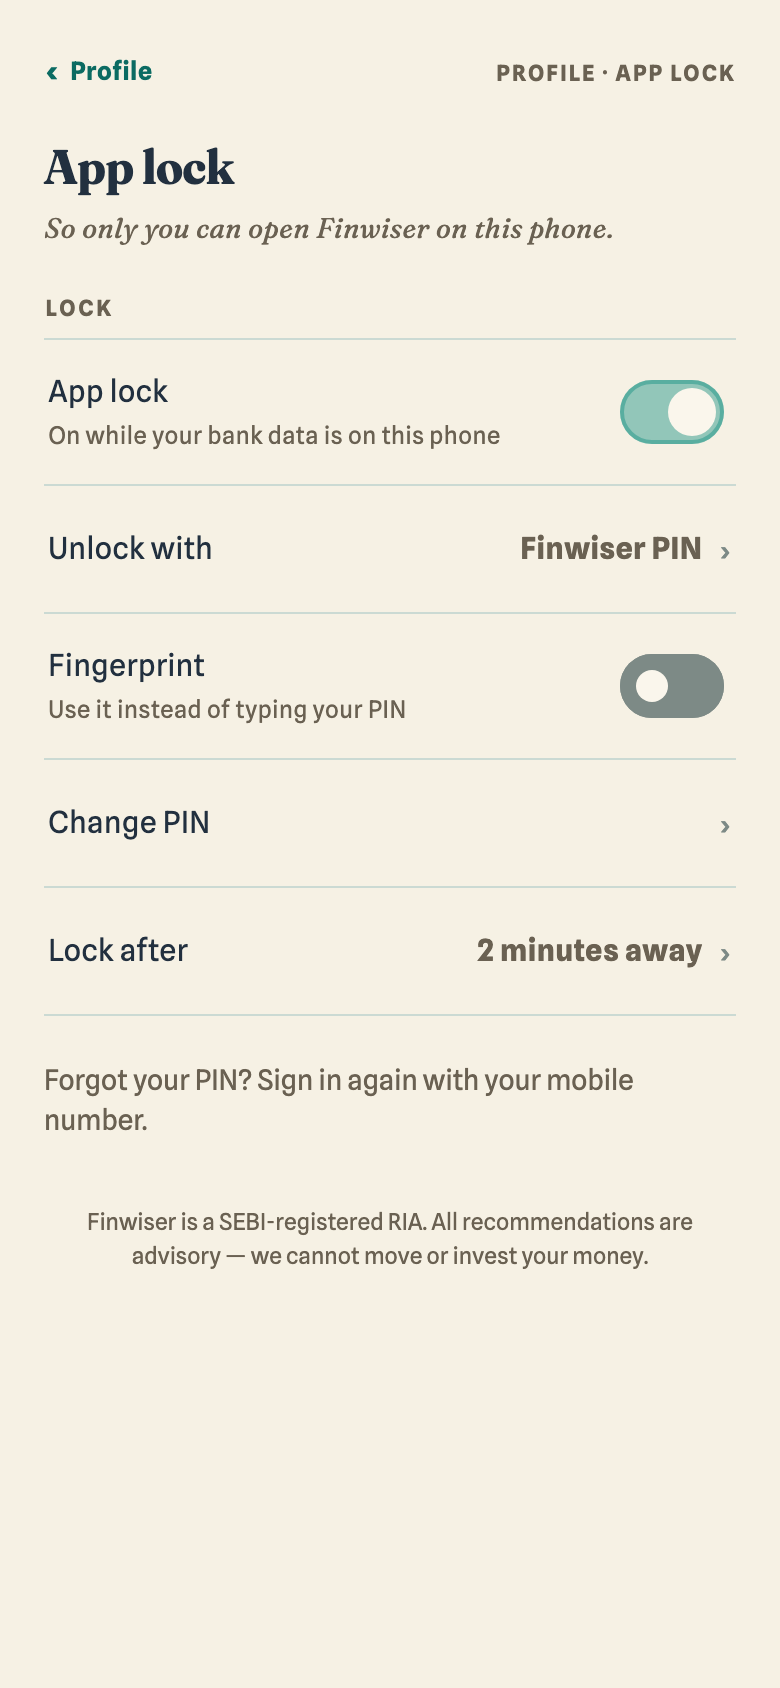 ‹ Profile
PROFILE · APP LOCK
App lock
So only you can open Finwiser on this phone.
LOCK
App lock
On while your bank data is on this phone
Unlock with
Finwiser PIN ›
Fingerprint
Use it instead of typing your PIN
Change PIN ›
Lock after
2 minutes away ›
Forgot your PIN? Sign in again with your mobile
number.
Finwiser is a SEBI-registered RIA. All recommendations are
advisory — we cannot move or invest your money.